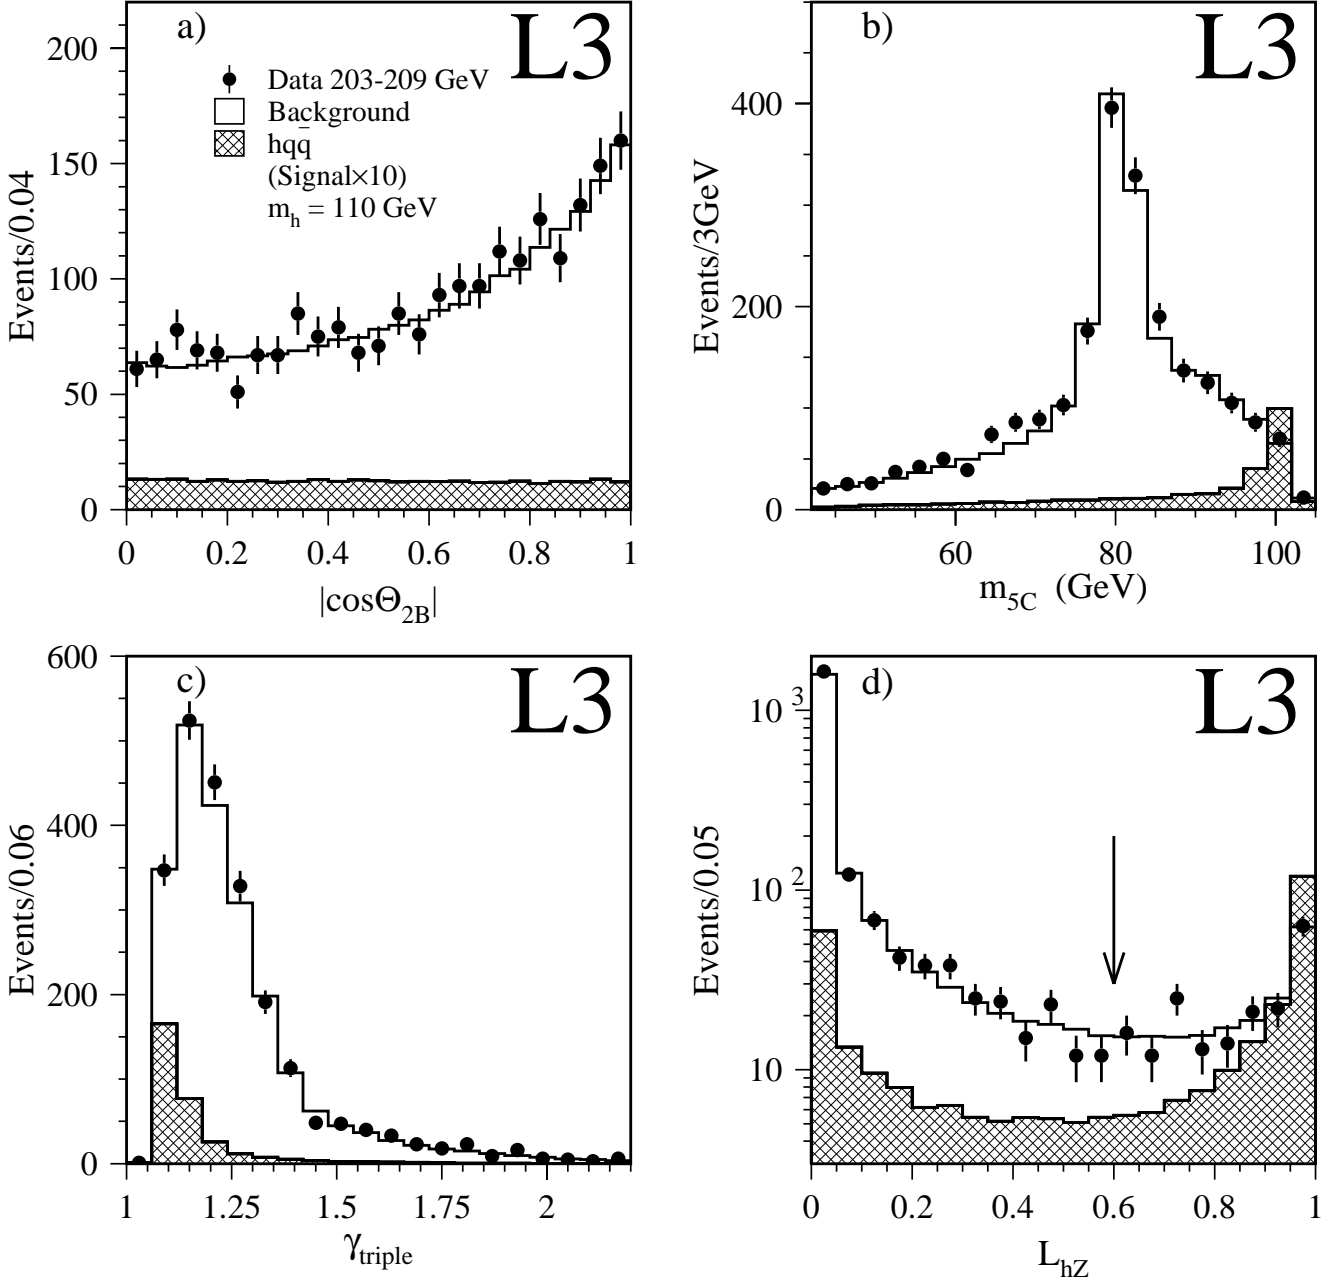 a)
L3
Data 203-209 GeV
Background
hqq̄
(Signal×10)
m_h = 110 GeV
Events/0.04
200
150
100
50
0
0 0.2 0.4 0.6 0.8 1
|cosΘ_2B|
b)
L3
Events/3GeV
400
200
0
60 80 100
m_5C (GeV)
c)
L3
Events/0.06
600
400
200
0
1 1.25 1.5 1.75 2
γ_triple
d)
L3
Events/0.05
10^3
10^2
10
0 0.2 0.4 0.6 0.8 1
L_hZ